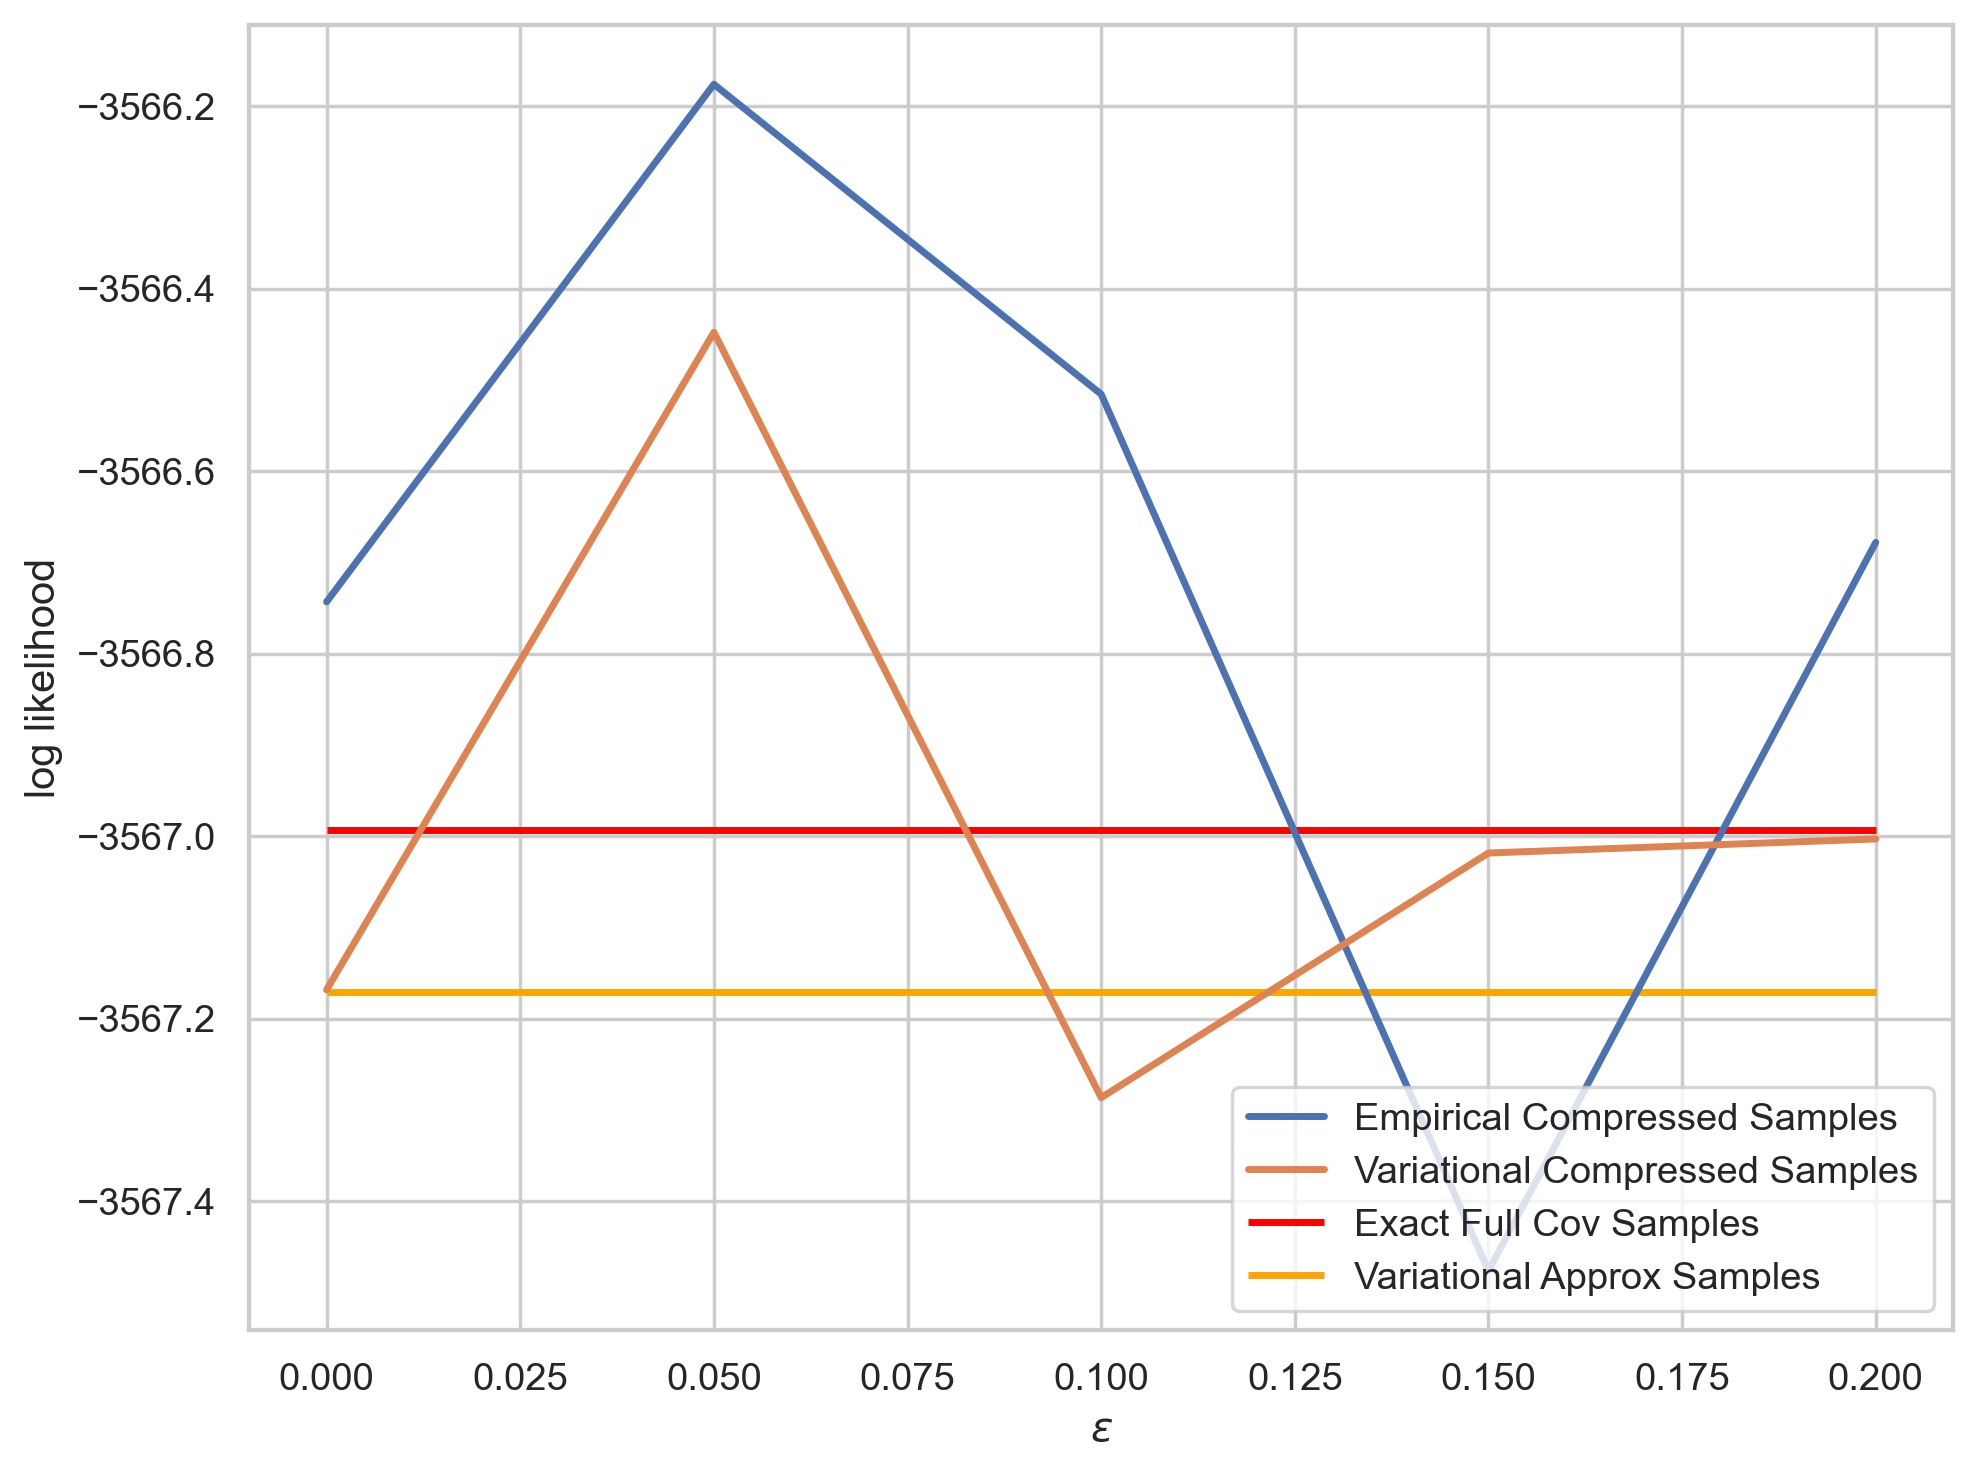 −3566.2
−3566.4
−3566.6
−3566.8
−3567.0
−3567.2
−3567.4
log likelihood
Empirical Compressed Samples
Variational Compressed Samples
Exact Full Cov Samples
Variational Approx Samples
0.000 0.025 0.050 0.075 0.100 0.125 0.150 0.175 0.200
ε